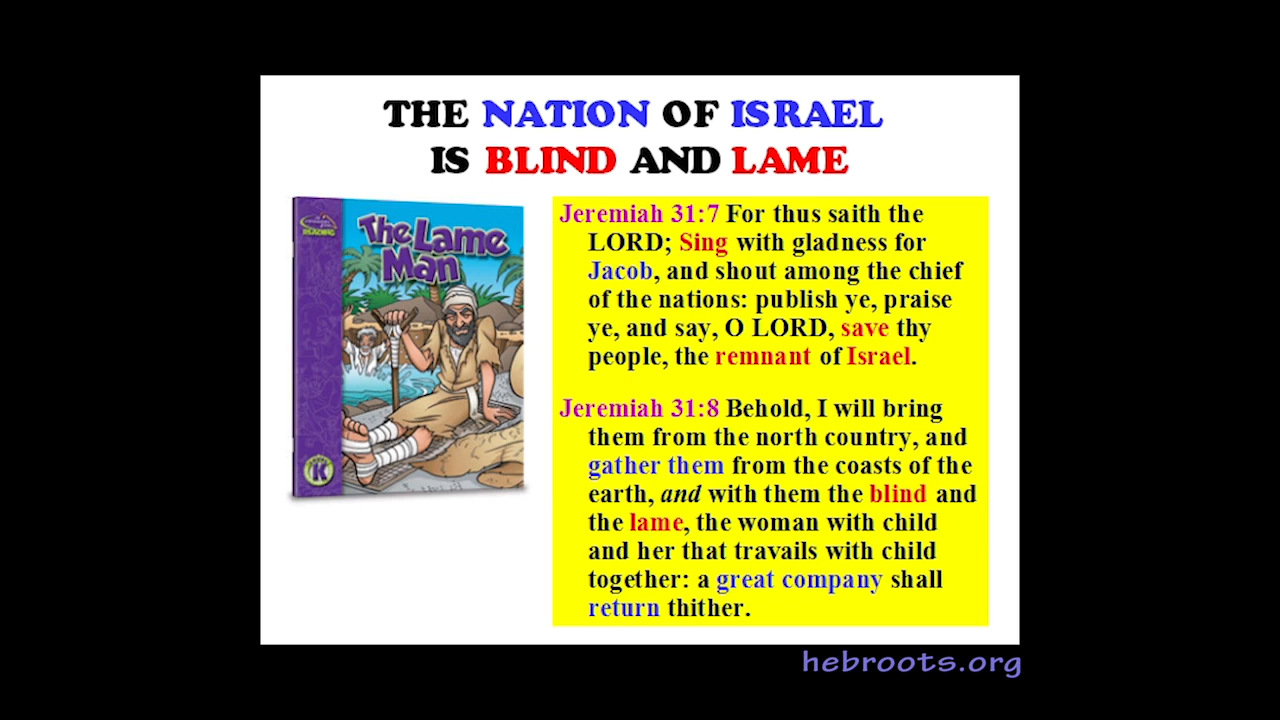 THE NATION OF ISRAEL
IS BLIND AND LAME
READING
The Lame
Man
K
Jeremiah 31:7 For thus saith the
LORD; Sing with gladness for
Jacob, and shout among the chief
of the nations: publish ye, praise
ye, and say, O LORD, save thy
people, the remnant of Israel.
Jeremiah 31:8 Behold, I will bring
them from the north country, and
gather them from the coasts of the
earth, and with them the blind and
the lame, the woman with child
and her that travails with child
together: a great company shall
return thither.
hebroots.org